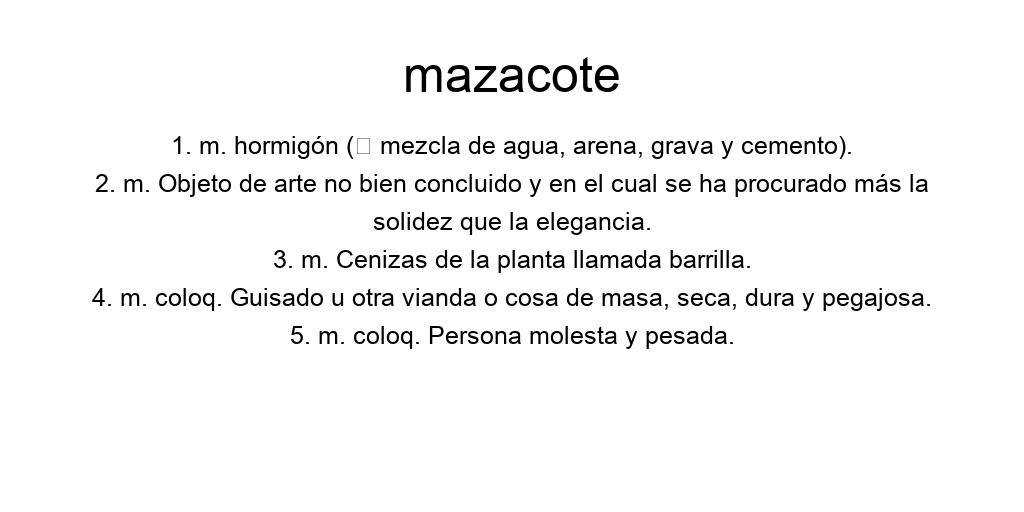 mazacote
1. m. hormigón (□ mezcla de agua, arena, grava y cemento).
2. m. Objeto de arte no bien concluido y en el cual se ha procurado más la
solidez que la elegancia.
3. m. Cenizas de la planta llamada barrilla.
4. m. coloq. Guisado u otra vianda o cosa de masa, seca, dura y pegajosa.
5. m. coloq. Persona molesta y pesada.